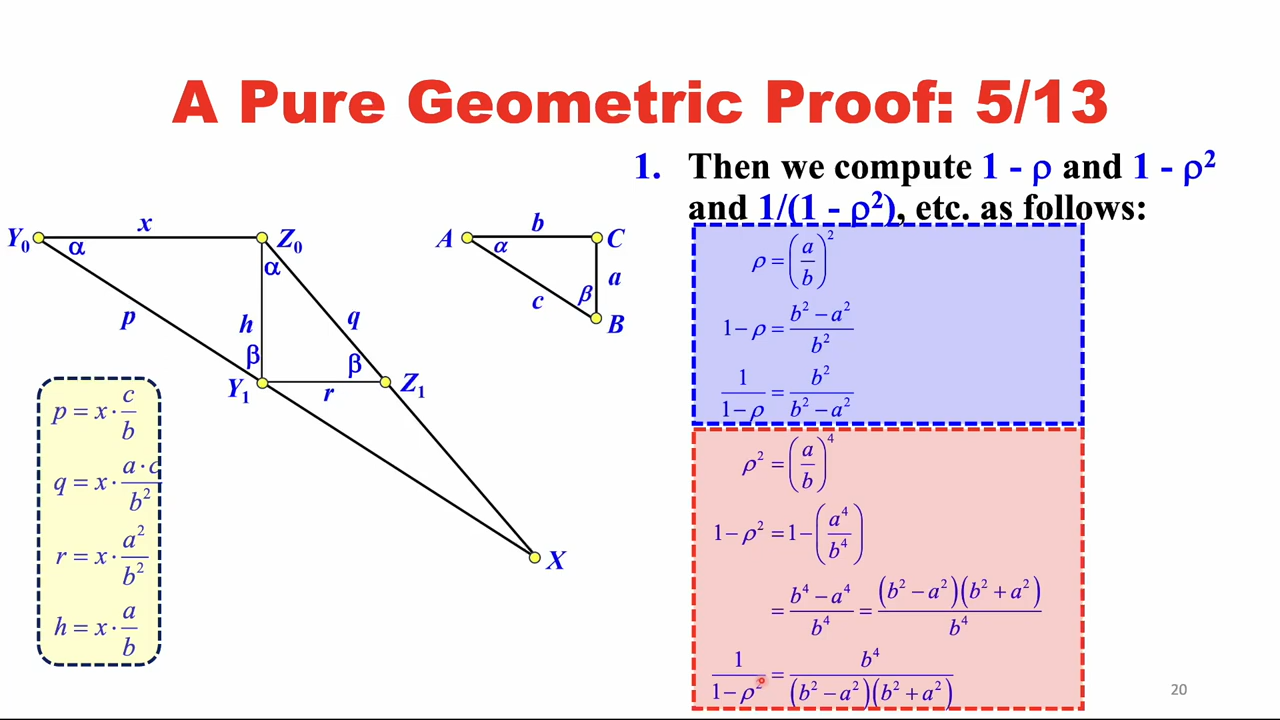 A Pure Geometric Proof: 5/13
1. Then we compute 1 - ρ and 1 - ρ²
and 1/(1 - ρ²), etc. as follows:
Y₀ x Z₀
α
α
p
h
q
β
β
Y₁ r Z₁
X
A b C
α
a
c
β
B
p = x · c/b
q = x · a·c/b²
r = x · a²/b²
h = x · a/b
ρ = (a/b)²
1 − ρ = (b² − a²)/b²
1/(1 − ρ) = b²/(b² − a²)
ρ² = (a/b)⁴
1 − ρ² = 1 − (a⁴/b⁴)
= (b⁴ − a⁴)/b⁴ = (b² − a²)(b² + a²)/b⁴
1/(1 − ρ²) = b⁴/((b² − a²)(b² + a²))
20